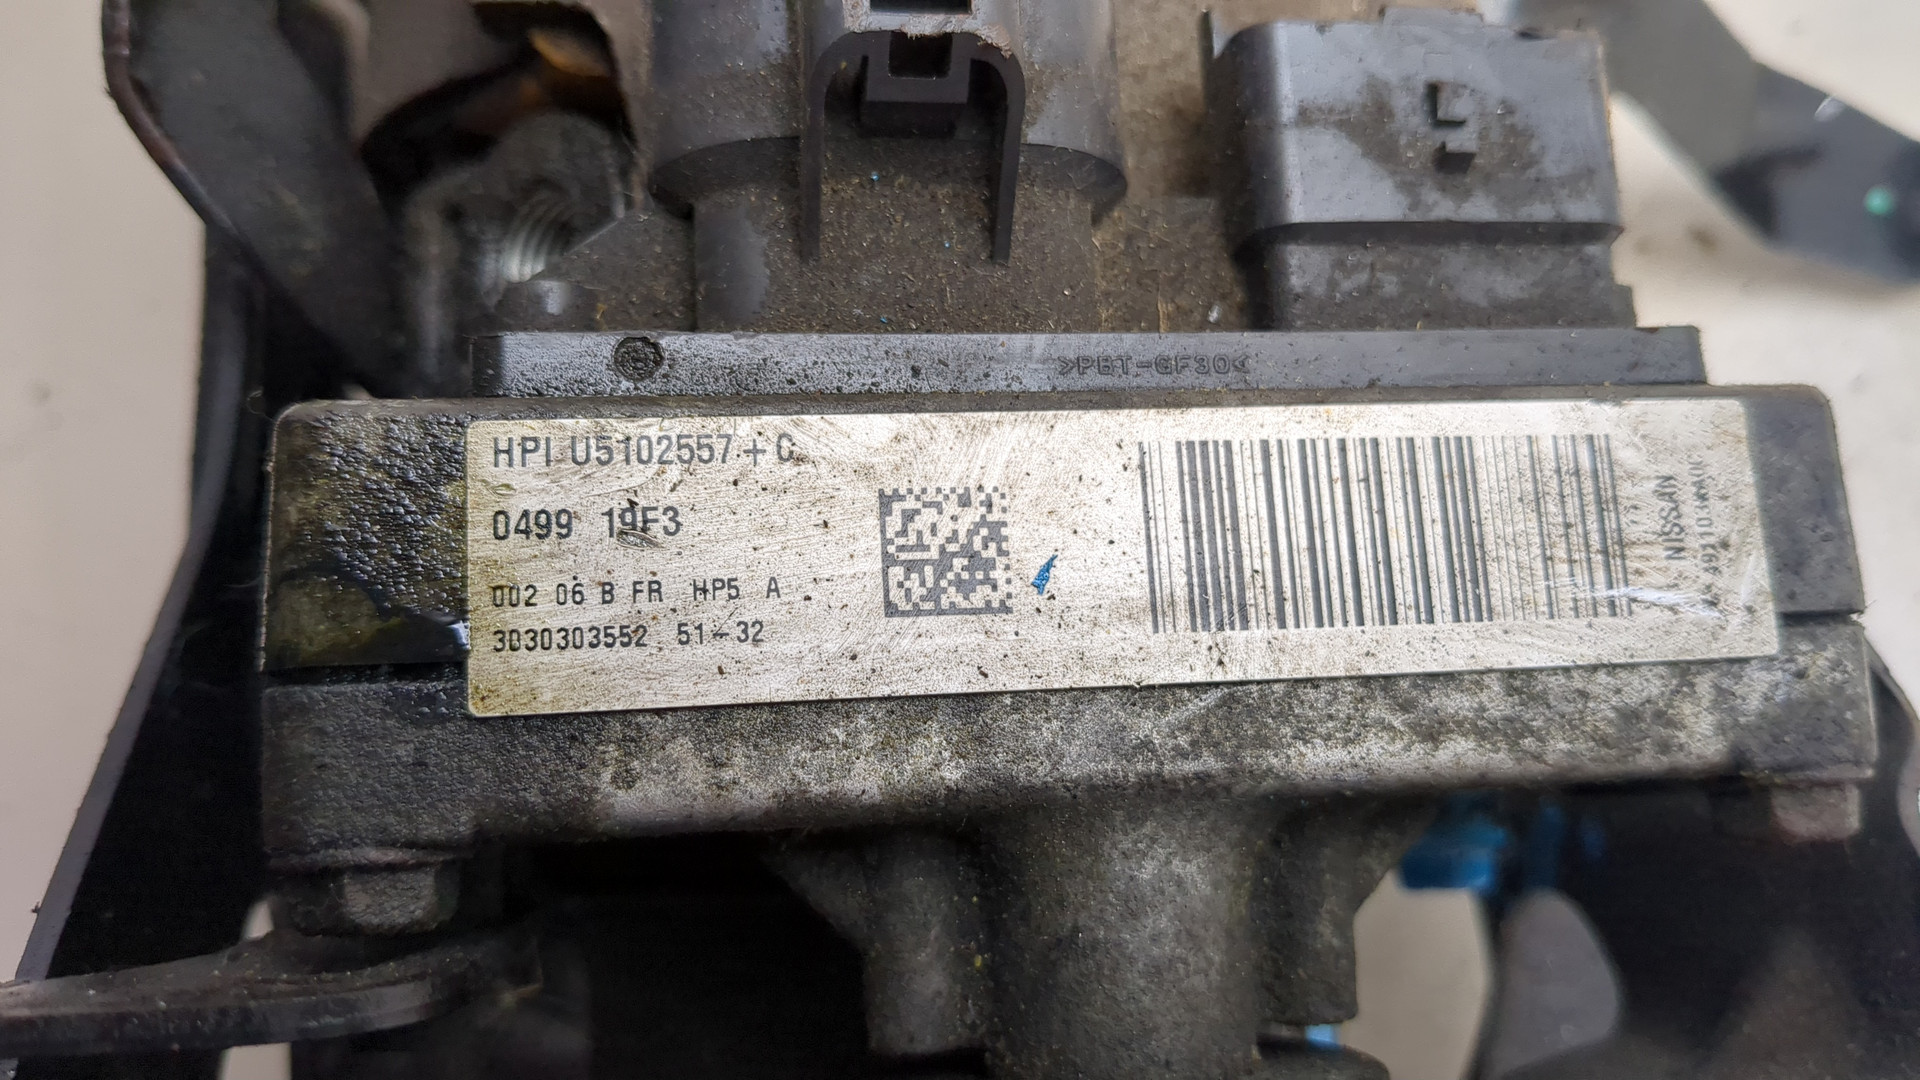 >PBT-GF30<
HPI U5102557+C
0499 19F3
002 06 B FR HP5 A
3030303552 51-32
NISSAN